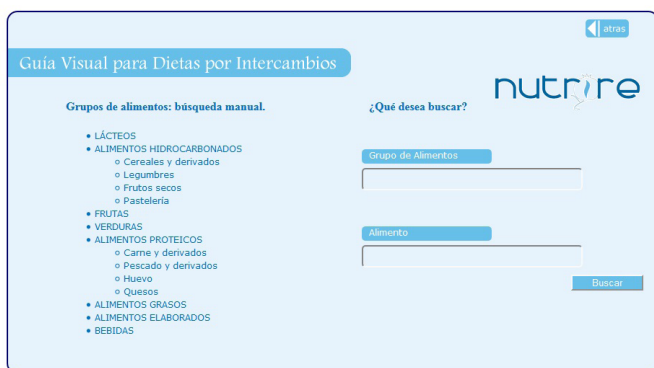 atras
Guía Visual para Dietas por Intercambios
nutrire
Grupos de alimentos: búsqueda manual.
LÁCTEOS
ALIMENTOS HIDROCARBONADOS
Cereales y derivados
Legumbres
Frutos secos
Pastelería
FRUTAS
VERDURAS
ALIMENTOS PROTEICOS
Carne y derivados
Pescado y derivados
Huevo
Quesos
ALIMENTOS GRASOS
ALIMENTOS ELABORADOS
BEBIDAS
¿Qué desea buscar?
Grupo de Alimentos
Alimento
Buscar